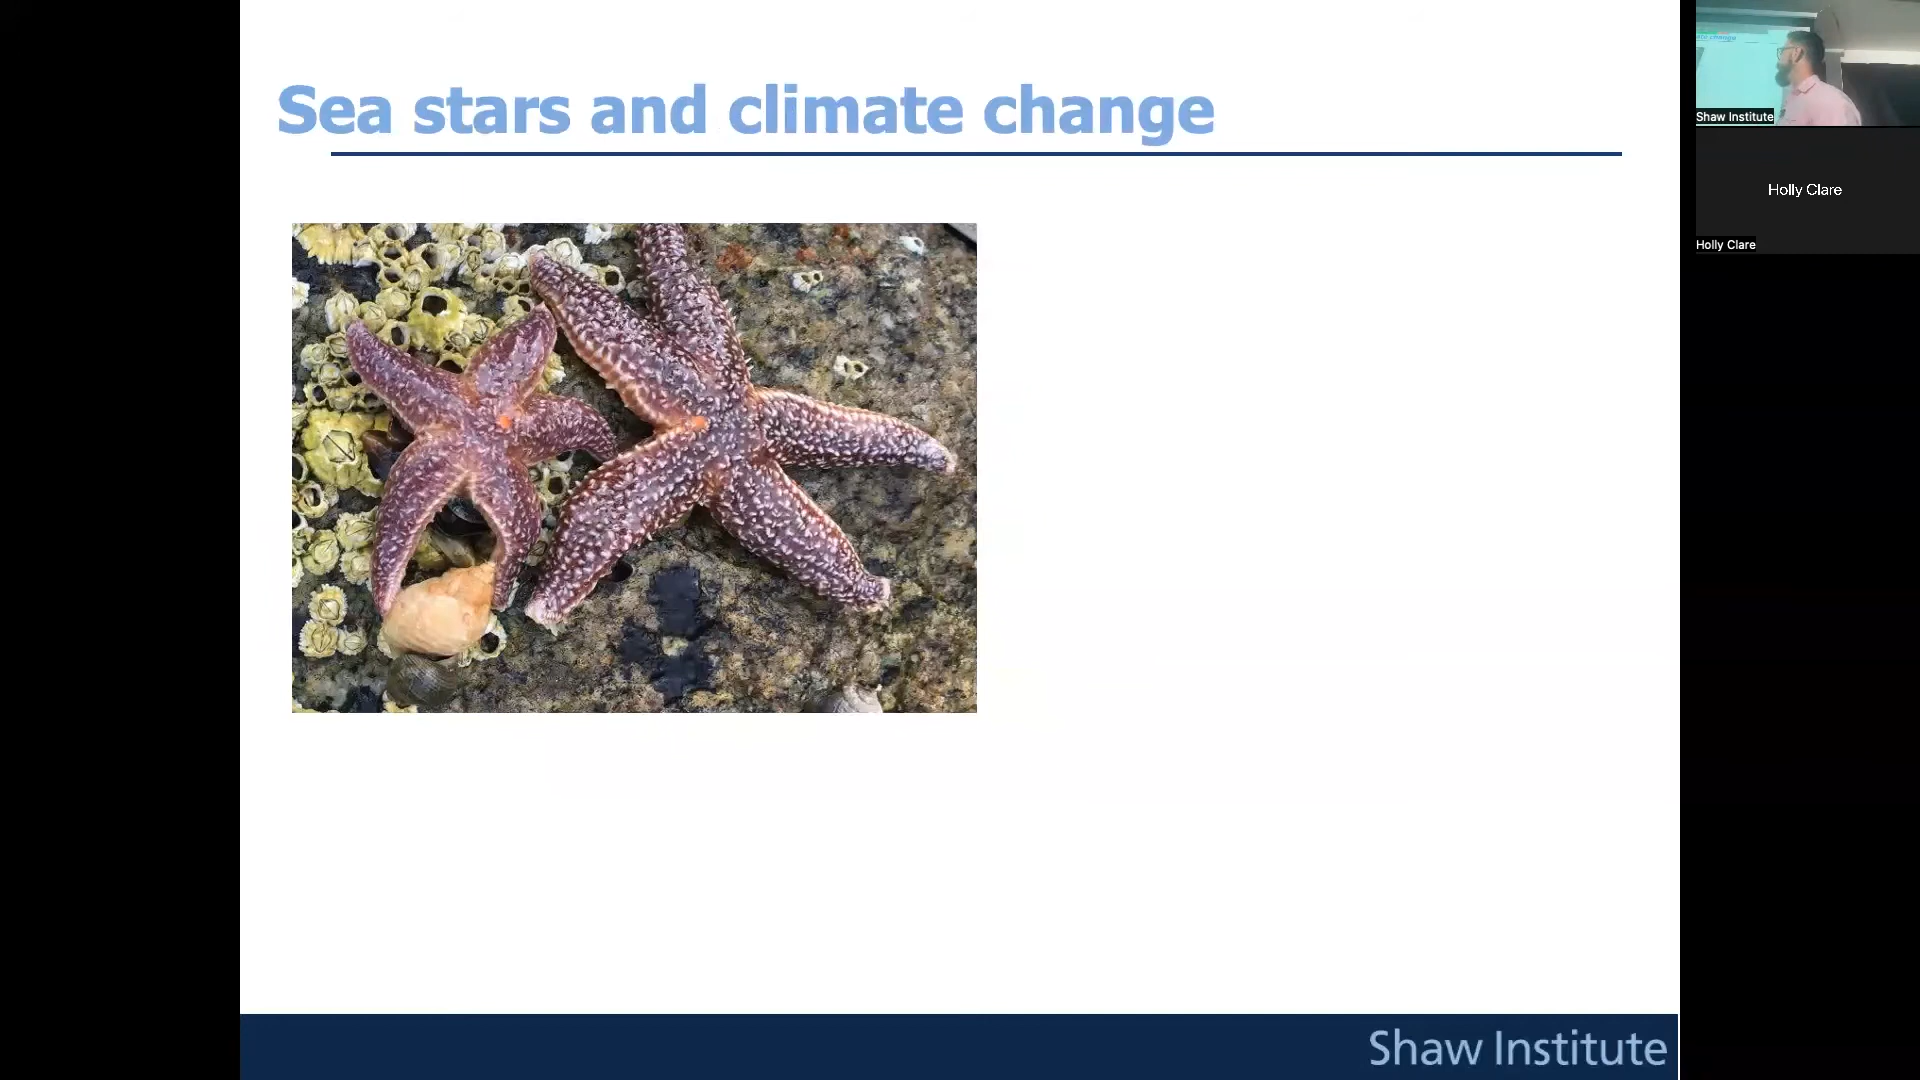 Sea stars and climate change
Shaw Institute
Holly Clare
Holly Clare
Shaw Institute